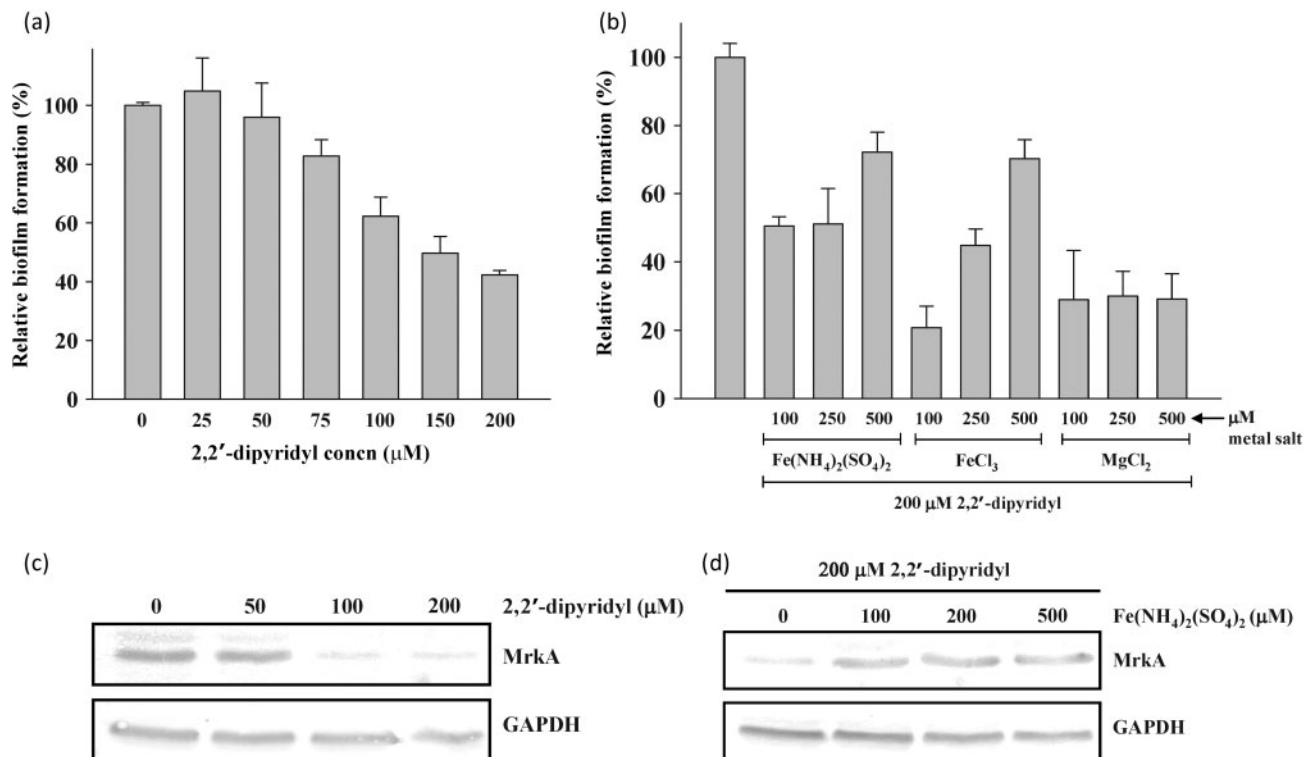 (a)
Relative biofilm formation (%)
100
80
60
40
20
0
0 25 50 75 100 150 200
2,2′-dipyridyl concn (μM)
(b)
Relative biofilm formation (%)
100
80
60
40
20
0
100 250 500 100 250 500 100 250 500 μM
metal salt
Fe(NH₄)₂(SO₄)₂ FeCl₃ MgCl₂
200 μM 2,2′-dipyridyl
(c)
0 50 100 200 2,2′-dipyridyl (μM)
MrkA
GAPDH
(d)
200 μM 2,2′-dipyridyl
0 100 200 500 Fe(NH₄)₂(SO₄)₂ (μM)
MrkA
GAPDH